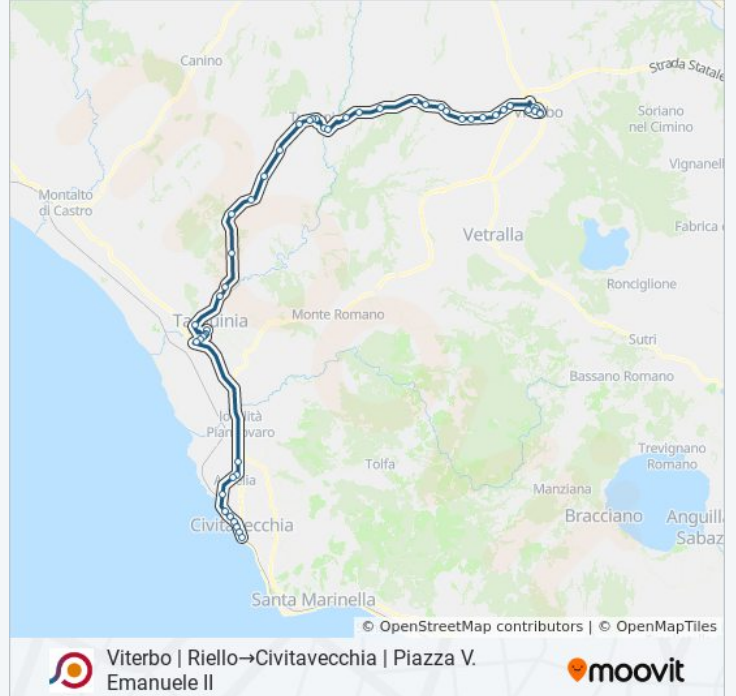 Canino
Strada Statale
Soriano
nel Cimino
Vignanell
Montalto
di Castro
Fabrica
Vetralla
Ronciglione
Monte Romano
Sutri
Bassano Romano
Tolfa
Trevignano
Romano
Manziana
Bracciano
Anguill
Sabaz
Civitavecchia
Santa Marinella
© OpenStreetMap contributors | © OpenMapTiles
Viterbo | Riello→Civitavecchia | Piazza V.
Emanuele II
moovit